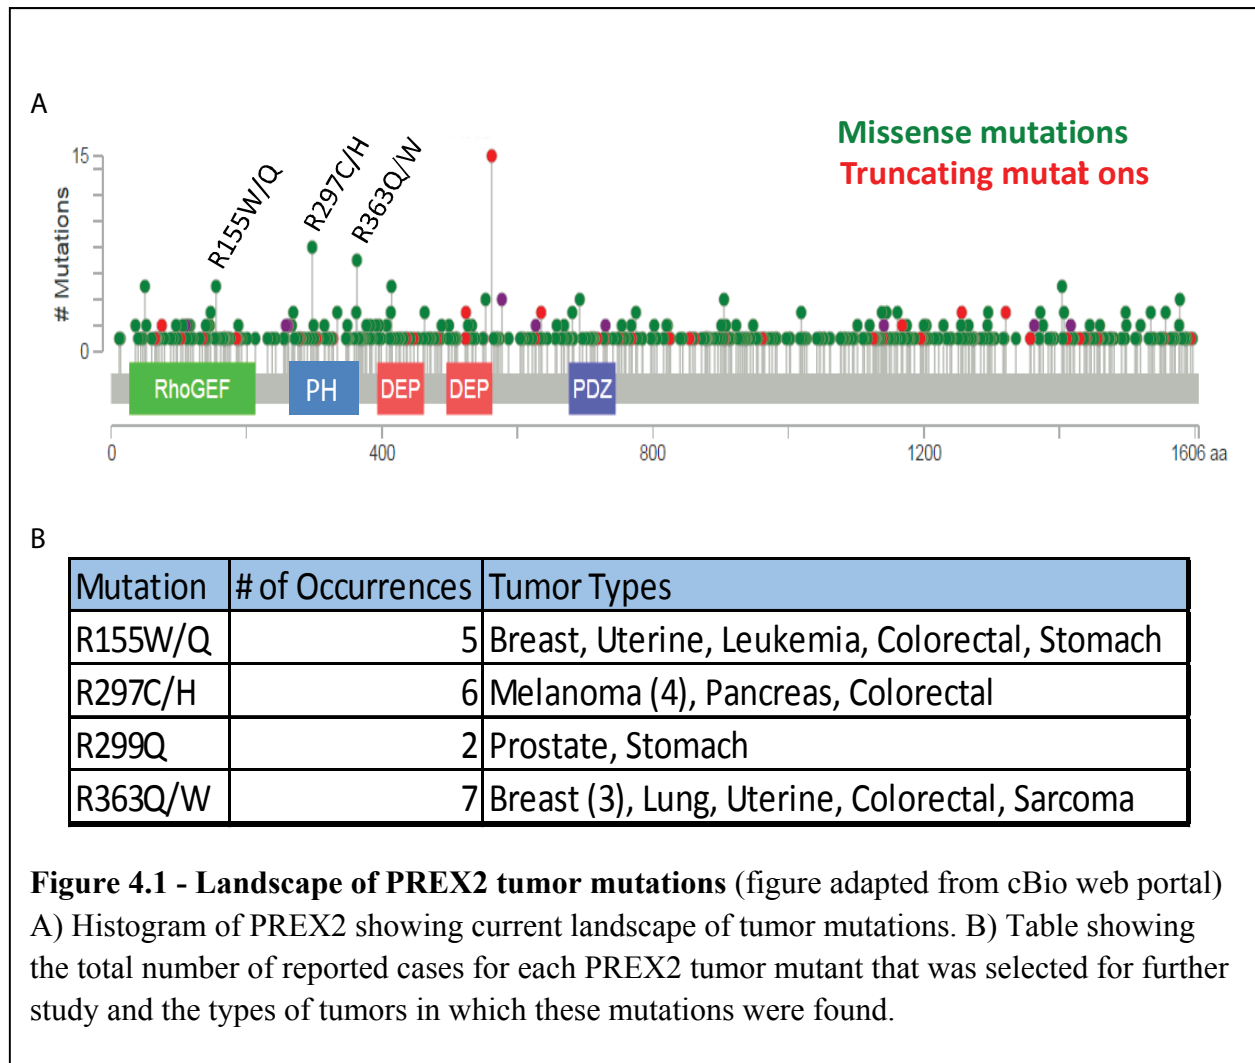 A
Missense mutations
Truncating mutat ons
R155W/Q
R297C/H
R363Q/W
15
0
# Mutations
RhoGEF
PH
DEP
DEP
PDZ
0
400
800
1200
1606 aa
B
Mutation # of Occurrences Tumor Types
R155W/Q 5 Breast, Uterine, Leukemia, Colorectal, Stomach
R297C/H 6 Melanoma (4), Pancreas, Colorectal
R299Q 2 Prostate, Stomach
R363Q/W 7 Breast (3), Lung, Uterine, Colorectal, Sarcoma
Figure 4.1 - Landscape of PREX2 tumor mutations (figure adapted from cBio web portal)
A) Histogram of PREX2 showing current landscape of tumor mutations. B) Table showing
the total number of reported cases for each PREX2 tumor mutant that was selected for further
study and the types of tumors in which these mutations were found.